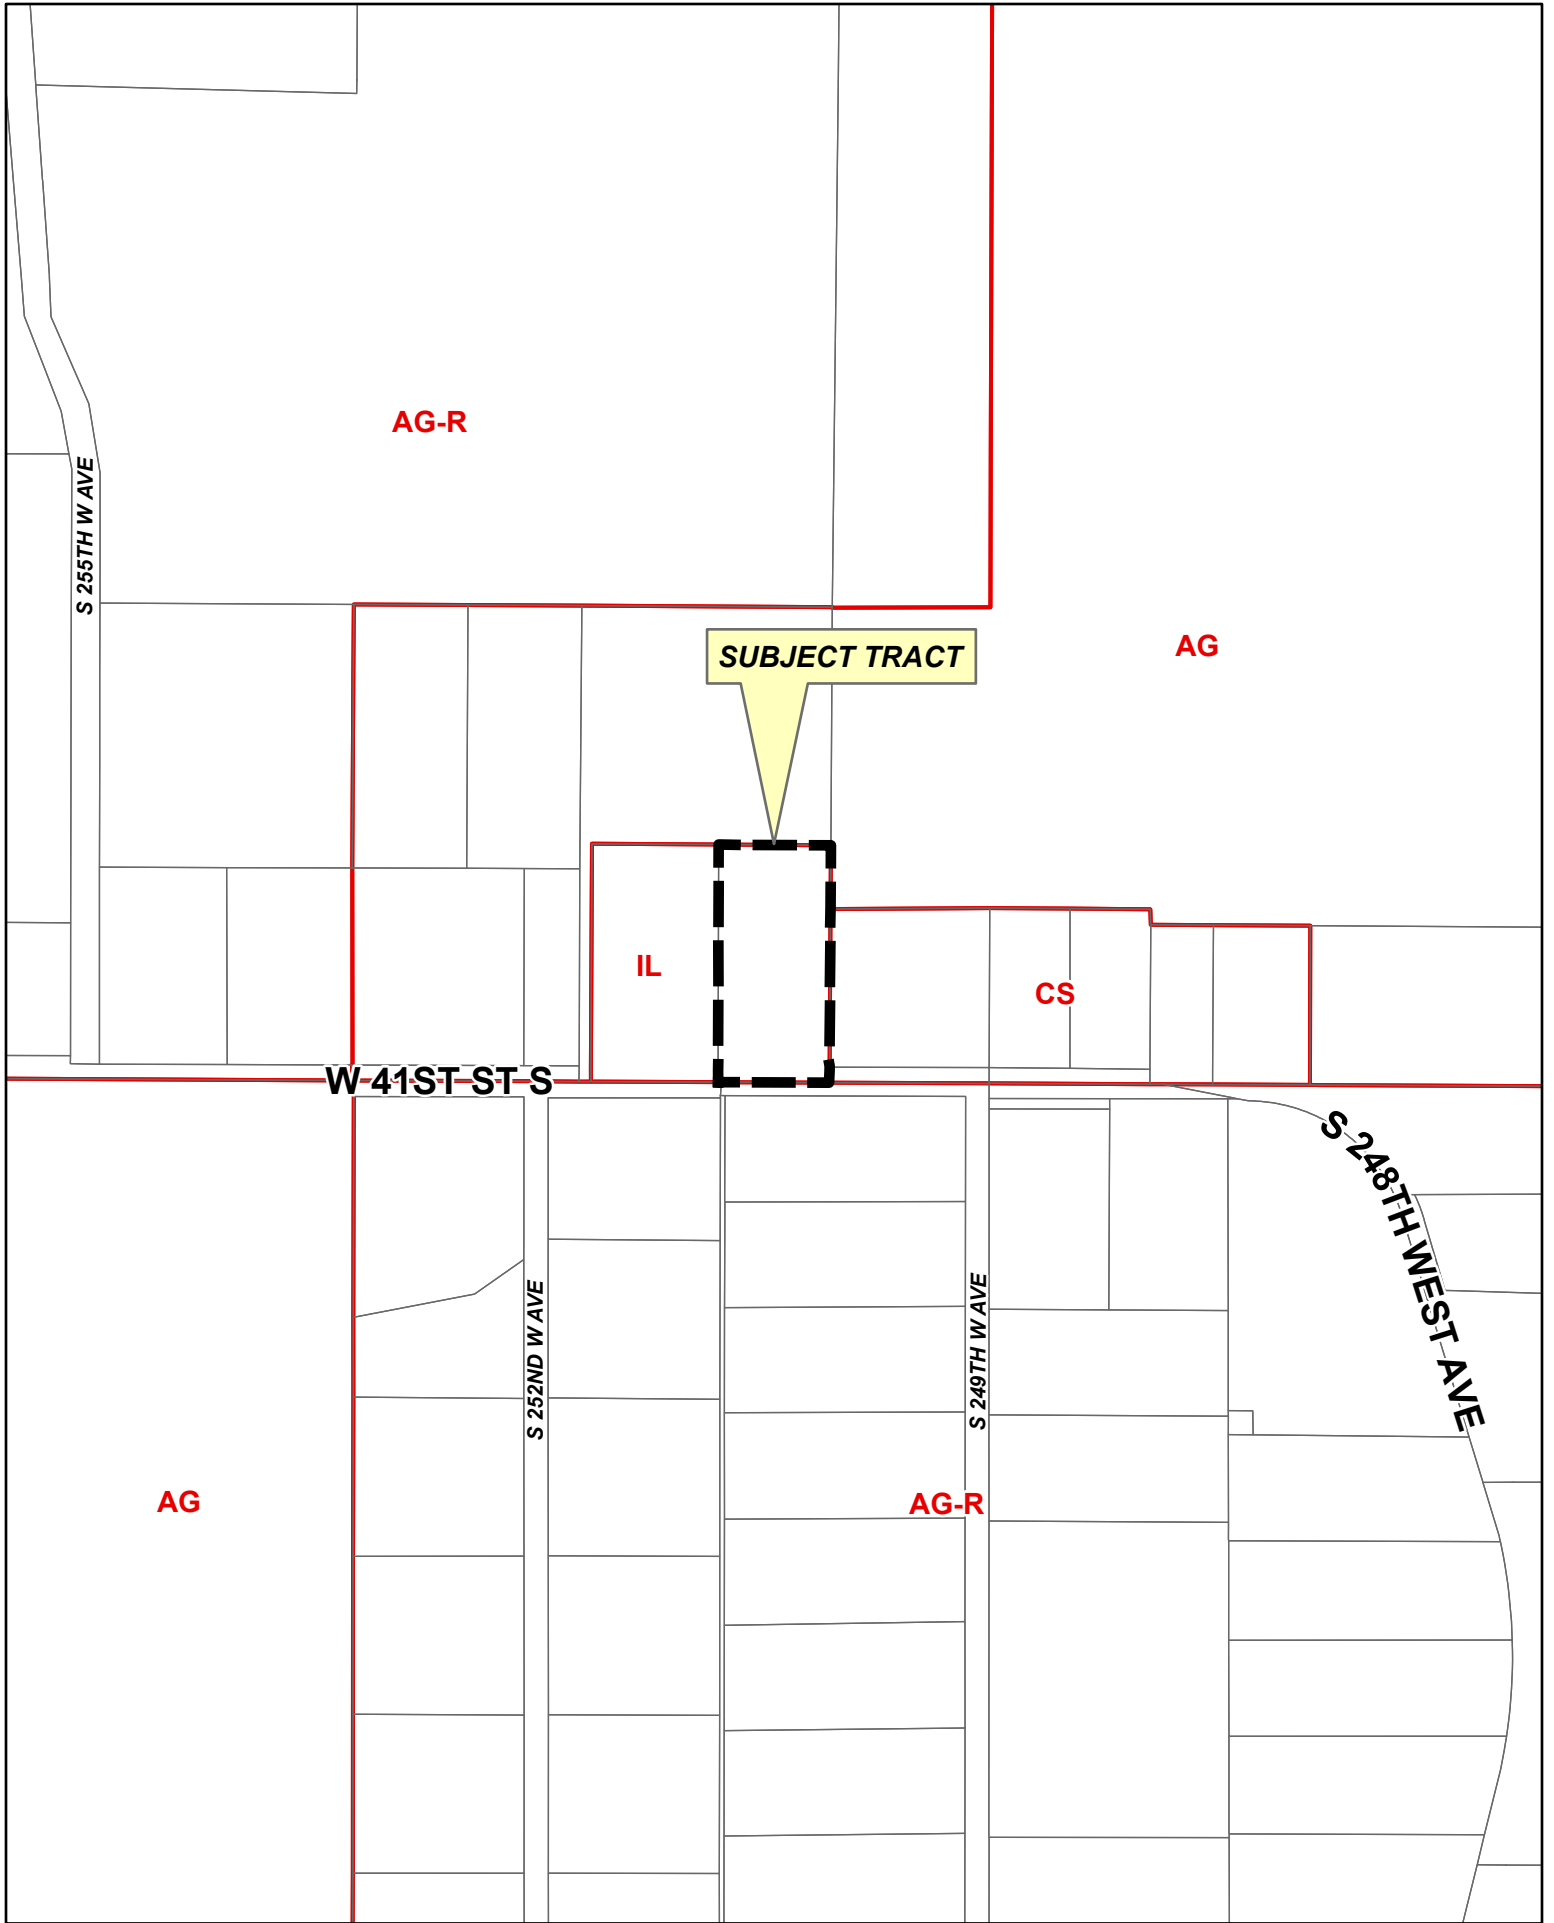 AG-R
S 255TH W AVE
AG
SUBJECT TRACT
IL
CS
W 41ST ST S
S 248TH WEST AVE
S 252ND W AVE
S 249TH W AVE
AG
AG-R